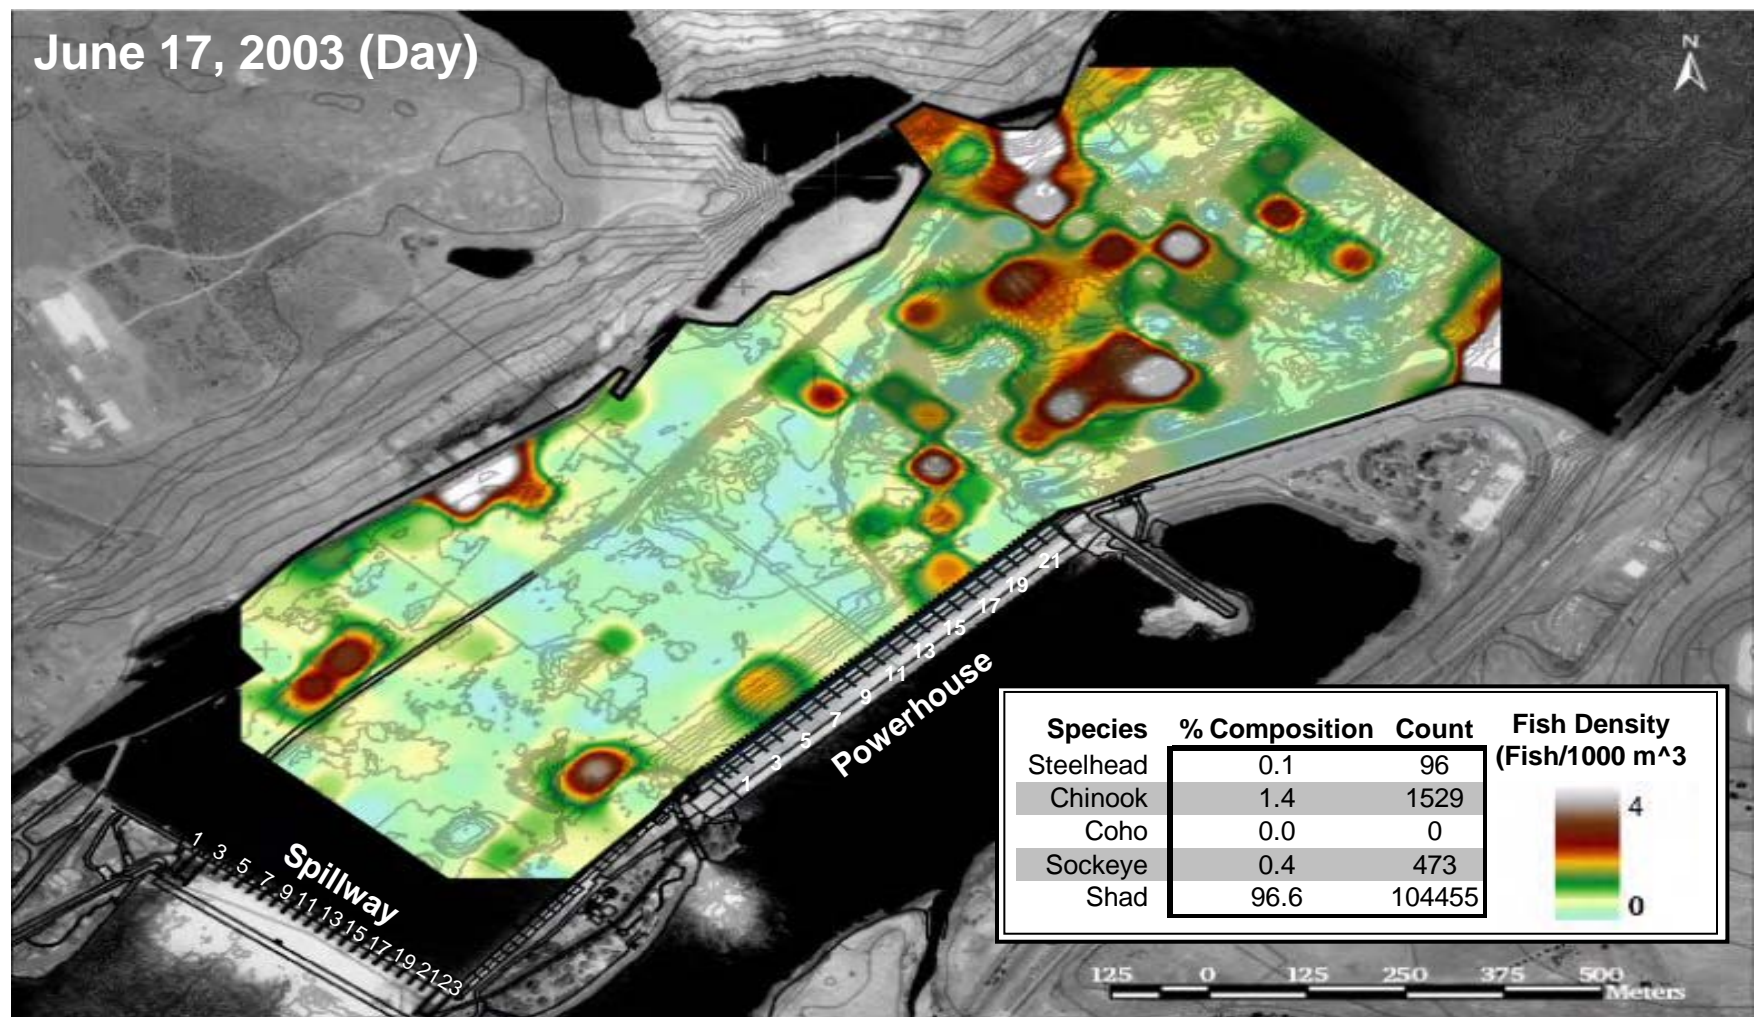 June 17, 2003 (Day)
N
21
19
17
15
13
11
9
7
5
3
1
Powerhouse
Spillway
1 3 5 7 9 11 13 15 17 19 21 23
Species % Composition Count
Steelhead 0.1 96
Chinook 1.4 1529
Coho 0.0 0
Sockeye 0.4 473
Shad 96.6 104455
Fish Density
(Fish/1000 m^3
4
0
125 0 125 250 375 500
Meters